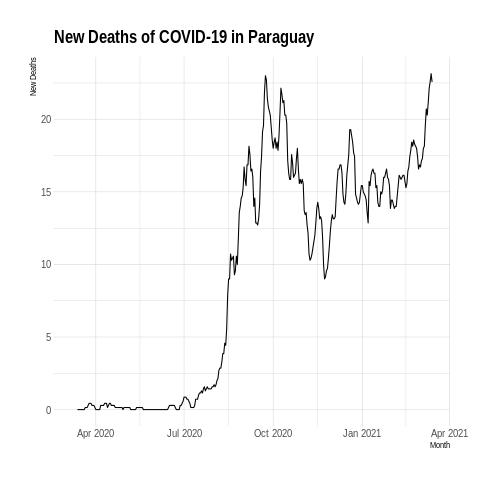 New Deaths of COVID-19 in Paraguay
New Deaths
20
15
10
5
0
Apr 2020 Jul 2020 Oct 2020 Jan 2021 Apr 2021
Month